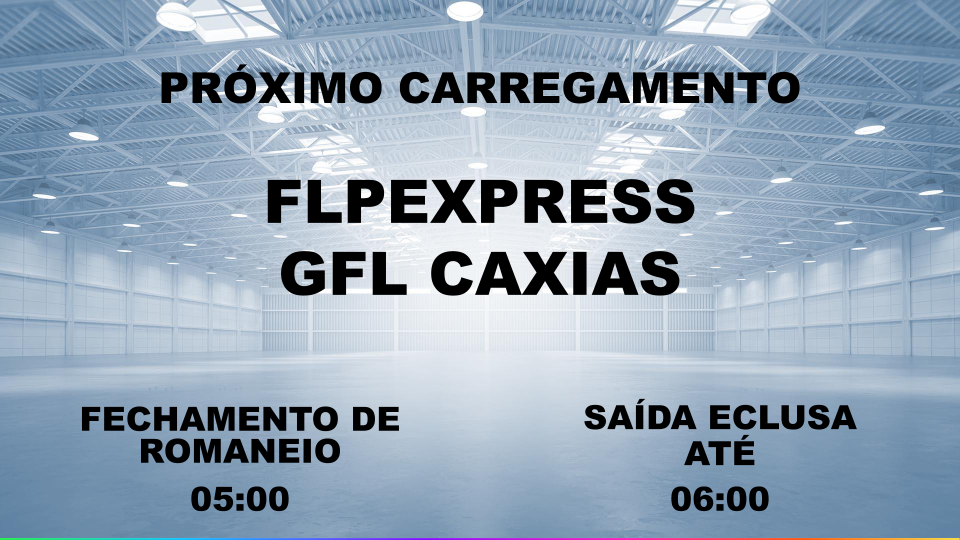 PRÓXIMO CARREGAMENTO
FLPEXPRESS
GFL CAXIAS
FECHAMENTO DE
ROMANEIO
05:00
SAÍDA ECLUSA
ATÉ
06:00